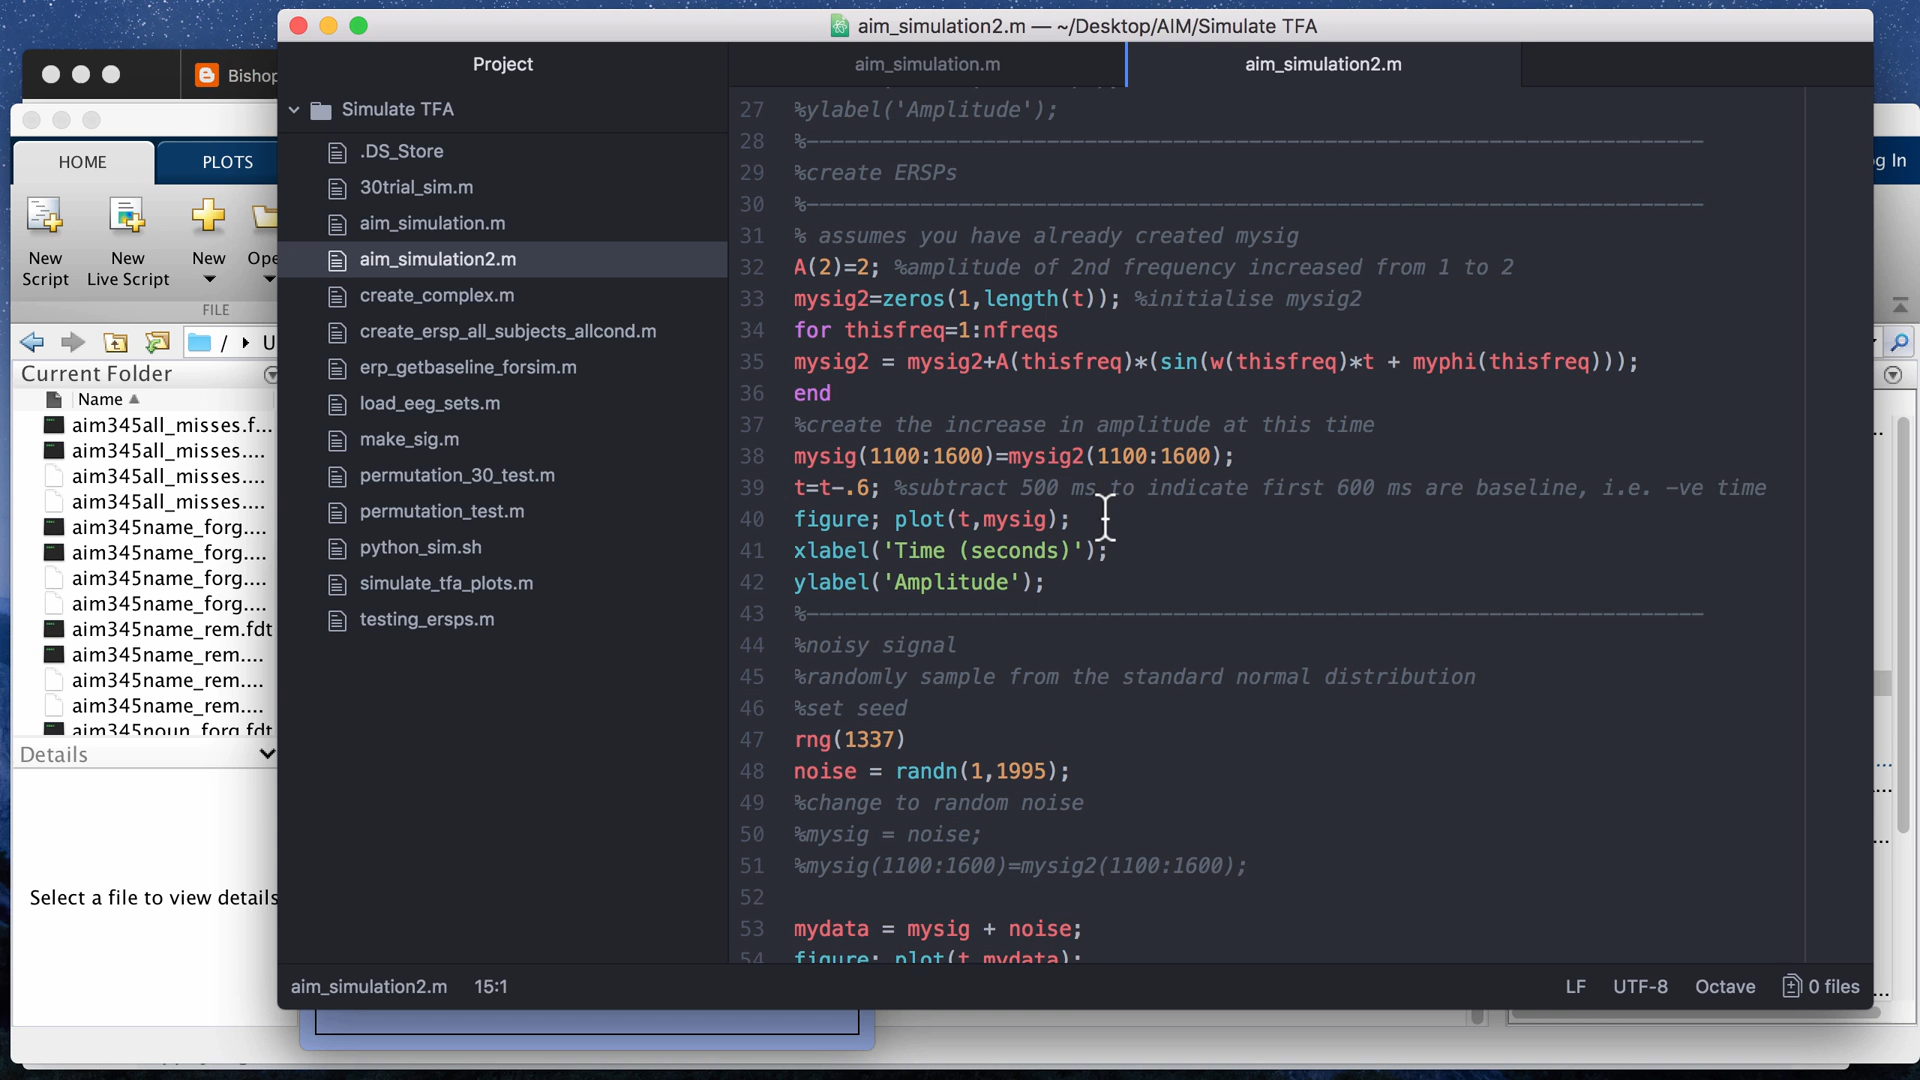 aim_simulation2.m — ~/Desktop/AIM/Simulate TFA
Bishop
HOME
PLOTS
New Script
New Live Script
New
Ope
FILE
/ ▸ U
Current Folder
Name
aim345all_misses.f...
aim345all_misses....
aim345all_misses....
aim345all_misses....
aim345name_forg...
aim345name_forg...
aim345name_forg...
aim345name_forg....
aim345name_rem.fdt
aim345name_rem....
aim345name_rem....
aim345name_rem....
aim345noun_forg.fdt
Details
Select a file to view details
Project
Simulate TFA
.DS_Store
30trial_sim.m
aim_simulation.m
aim_simulation2.m
create_complex.m
create_ersp_all_subjects_allcond.m
erp_getbaseline_forsim.m
load_eeg_sets.m
make_sig.m
permutation_30_test.m
permutation_test.m
python_sim.sh
simulate_tfa_plots.m
testing_ersps.m
aim_simulation.m
aim_simulation2.m
27 %ylabel('Amplitude');
28 %-----------------------------------------------------------------------
29 %create ERSPs
30 %-----------------------------------------------------------------------
31 % assumes you have already created mysig
32 A(2)=2; %amplitude of 2nd frequency increased from 1 to 2
33 mysig2=zeros(1,length(t)); %initialise mysig2
34 for thisfreq=1:nfreqs
35 mysig2 = mysig2+A(thisfreq)*(sin(w(thisfreq)*t + myphi(thisfreq)));
36 end
37 %create the increase in amplitude at this time
38 mysig(1100:1600)=mysig2(1100:1600);
39 t=t-.6; %subtract 500 ms to indicate first 600 ms are baseline, i.e. -ve time
40 figure; plot(t,mysig);
41 xlabel('Time (seconds)');
42 ylabel('Amplitude');
43 %-----------------------------------------------------------------------
44 %noisy signal
45 %randomly sample from the standard normal distribution
46 %set seed
47 rng(1337)
48 noise = randn(1,1995);
49 %change to random noise
50 %mysig = noise;
51 %mysig(1100:1600)=mysig2(1100:1600);
52
53 mydata = mysig + noise;
54 figure; plot(t,mydata);
aim_simulation2.m 15:1
LF UTF-8 Octave 0 files
g In